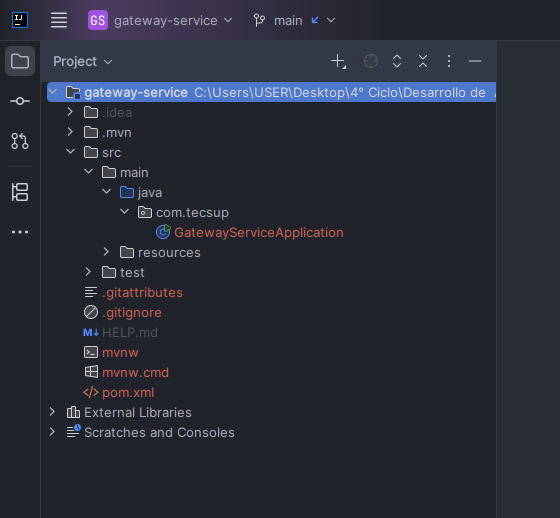 IJ
GS gateway-service main
Project
gateway-service C:\Users\USER\Desktop\4° Ciclo\Desarrollo de
.idea
.mvn
src
main
java
com.tecsup
GatewayServiceApplication
resources
test
.gitattributes
.gitignore
M↓ HELP.md
mvnw
mvnw.cmd
</> pom.xml
External Libraries
Scratches and Consoles